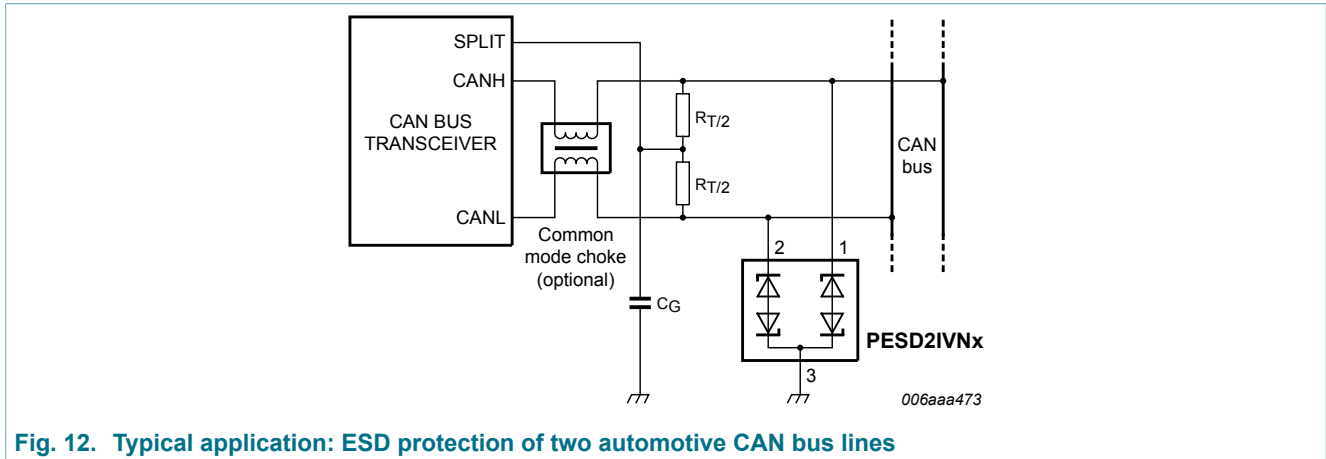 SPLIT
CANH
CAN BUS
TRANSCEIVER
CANL
Common
mode choke
(optional)
RT/2
RT/2
CG
CAN
bus
2
1
PESD2IVNx
3
006aaa473
Fig. 12. Typical application: ESD protection of two automotive CAN bus lines